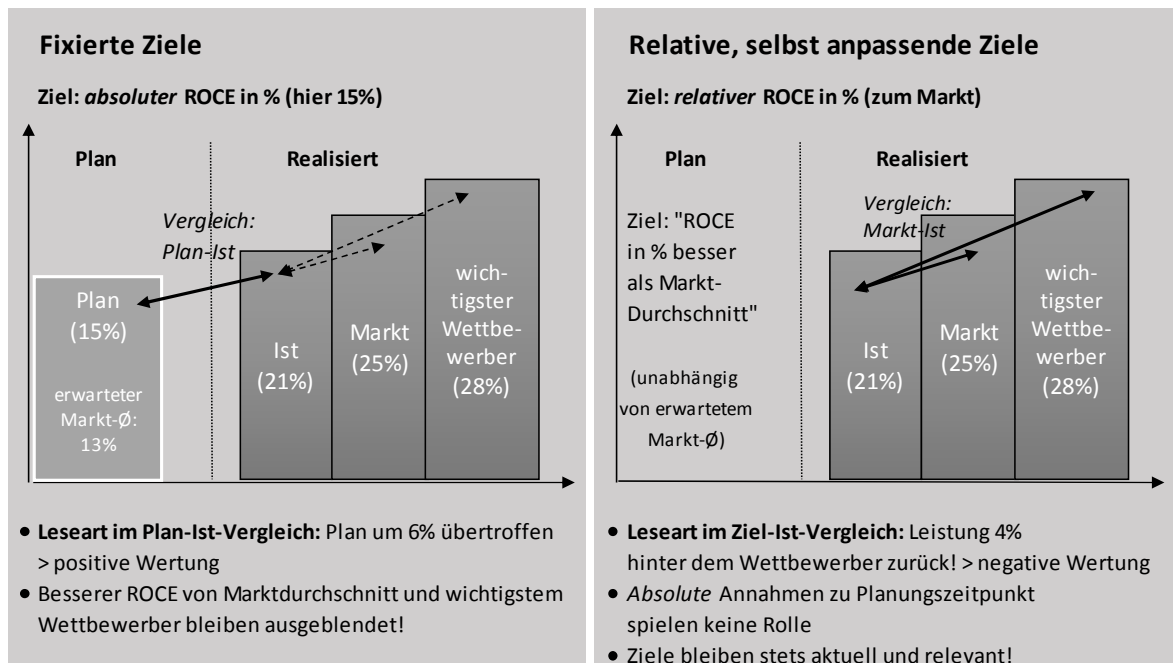 Fixierte Ziele
Ziel: absoluter ROCE in % (hier 15%)
Plan
Realisiert
Vergleich:
Plan-Ist
Plan
(15%)
erwarteter
Markt-Ø:
13%
Ist
(21%)
Markt
(25%)
wich-
tigster
Wettbe-
werber
(28%)
• Leseart im Plan-Ist-Vergleich: Plan um 6% übertroffen
> positive Wertung
• Besserer ROCE von Marktdurchschnitt und wichtigstem
Wettbewerber bleiben ausgeblendet!
Relative, selbst anpassende Ziele
Ziel: relativer ROCE in % (zum Markt)
Plan
Realisiert
Ziel: "ROCE
in % besser
als Markt-
Durchschnitt"
(unabhängig
von erwartetem
Markt-Ø)
Vergleich:
Markt-Ist
Ist
(21%)
Markt
(25%)
wich-
tigster
Wettbe-
werber
(28%)
• Leseart im Ziel-Ist-Vergleich: Leistung 4%
hinter dem Wettbewerber zurück! > negative Wertung
• Absolute Annahmen zu Planungszeitpunkt
spielen keine Rolle
• Ziele bleiben stets aktuell und relevant!